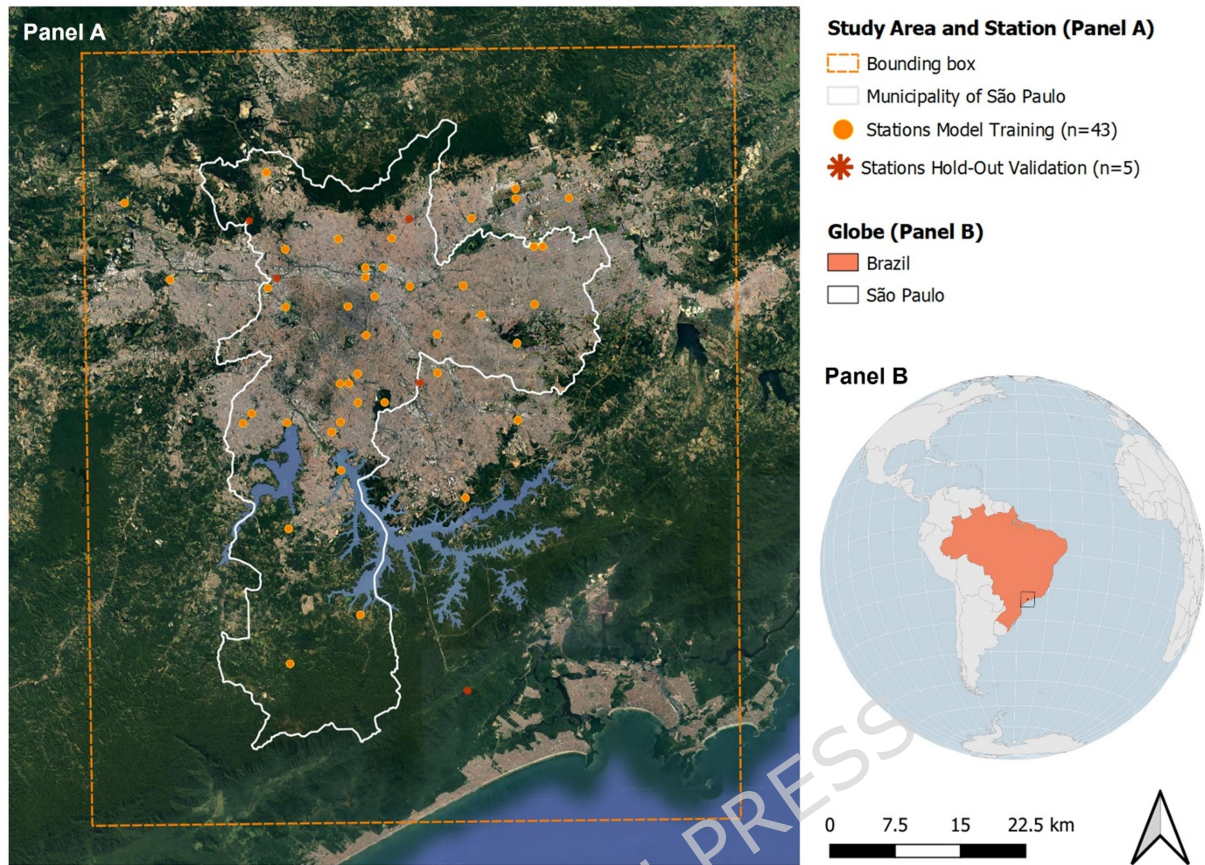 Panel A
Study Area and Station (Panel A)
Bounding box
Municipality of São Paulo
Stations Model Training (n=43)
Stations Hold-Out Validation (n=5)
Globe (Panel B)
Brazil
São Paulo
Panel B
0 7.5 15 22.5 km
PRESS